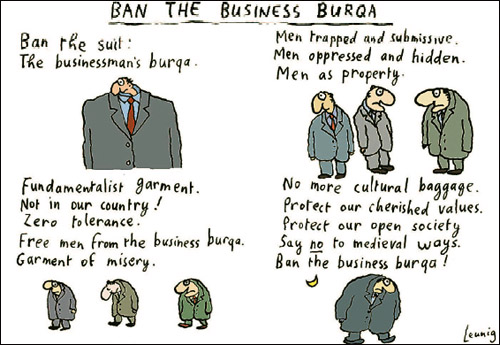 BAN THE BUSINESS BURQA
Ban the suit:
The businessman's burqa.
Men trapped and submissive.
Men oppressed and hidden.
Men as property.
Fundamentalist garment.
Not in our country!
Zero tolerance.
Free men from the business burqa.
Garment of misery.
No more cultural baggage.
Protect our cherished values.
Protect our open society
Say no to medieval ways.
Ban the business burqa!
Leunig